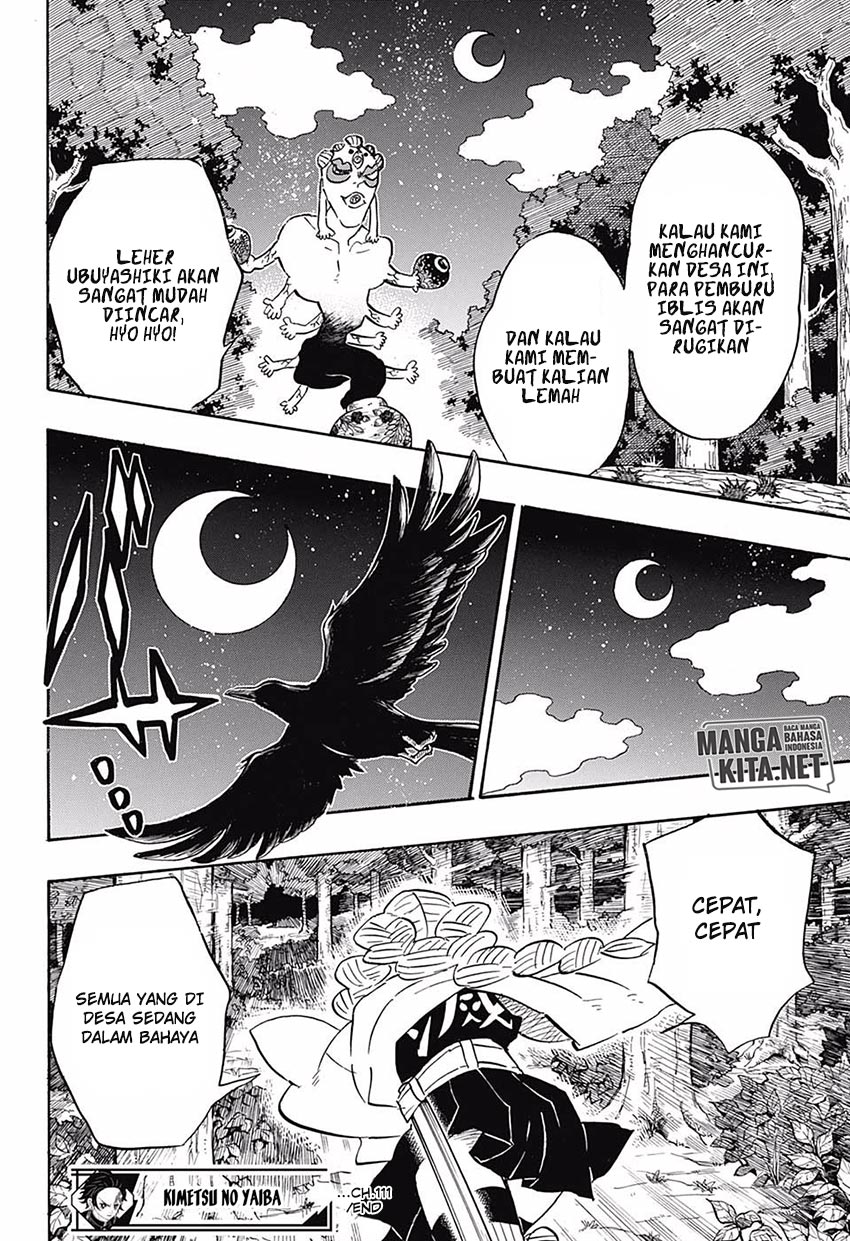 KALAU KAMI
MENGHANCUR-
KAN DESA INI,
PARA PEMBURU
IBLIS AKAN
SANGAT DI-
RUGIKAN
DAN KALAU
KAMI MEM-
BUAT KALIAN
LEMAH
LEHER
UBUYASHIKI AKAN
SANGAT MUDAH
DIINCAR,
HYO HYO!
MANGA
-KITA.NET
BACA MANGA
BAHASA
INDONESIA
CEPAT,
CEPAT
SEMUA YANG DI
DESA SEDANG
DALAM BAHAYA
KIMETSU NO YAIBA
...CH.111
/END